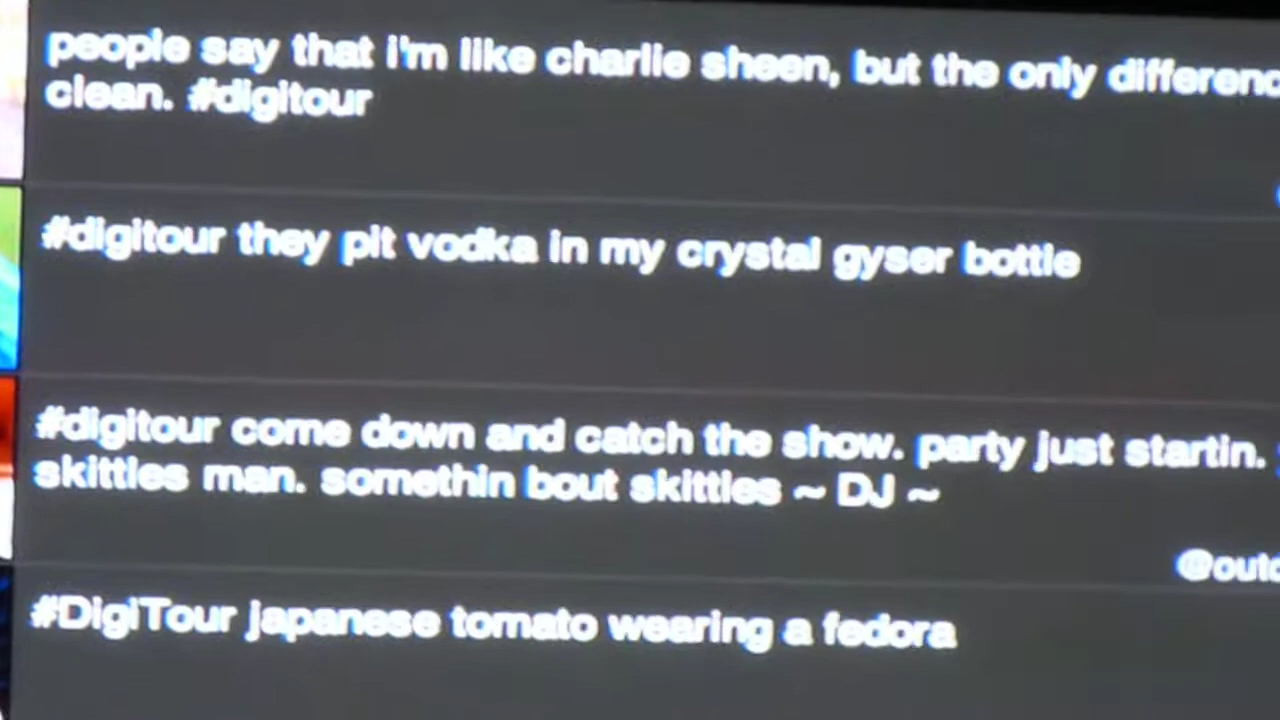 people say that i'm like charlie sheen, but the only differenc
clean. #digitour
#digitour they pit vodka in my crystal gyser bottle
#digitour come down and catch the show. party just startin.
skittles man. somethin bout skittles ~ DJ ~
@outc
#DigiTour japanese tomato wearing a fedora